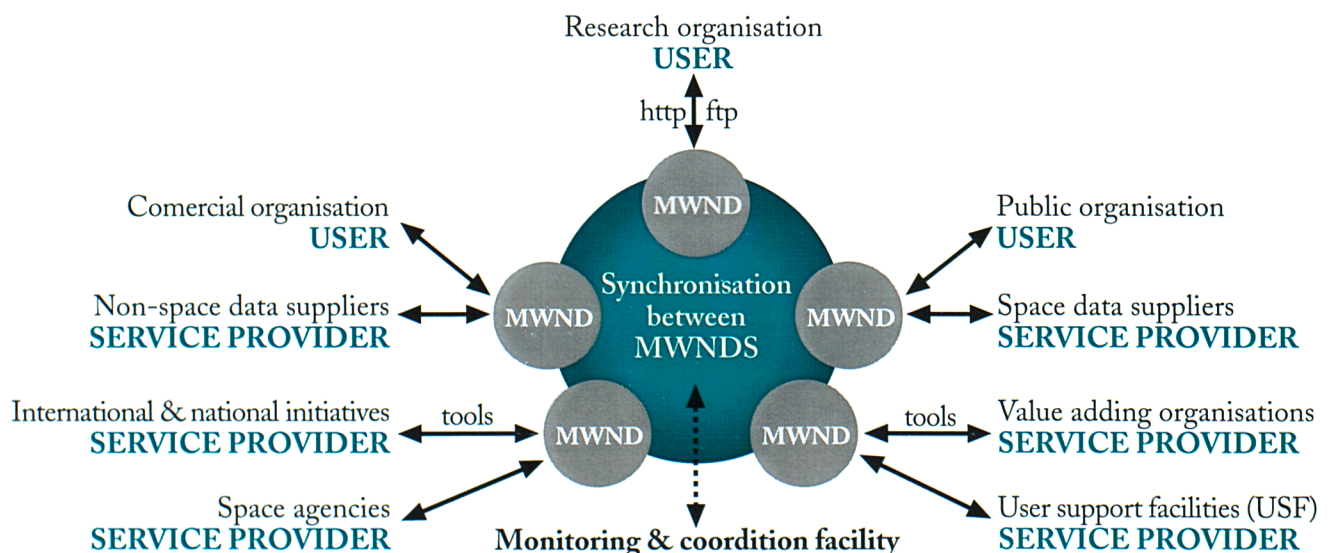 Research organisation
USER
http ftp
MWND
Comercial organisation
USER
Public organisation
USER
Synchronisation
between
MWNDS
Non-space data suppliers
SERVICE PROVIDER
MWND
MWND
Space data suppliers
SERVICE PROVIDER
International & national initiatives
SERVICE PROVIDER
tools
MWND
MWND
tools
Value adding organisations
SERVICE PROVIDER
Space agencies
SERVICE PROVIDER
Monitoring & coordition facility
User support facilities (USF)
SERVICE PROVIDER